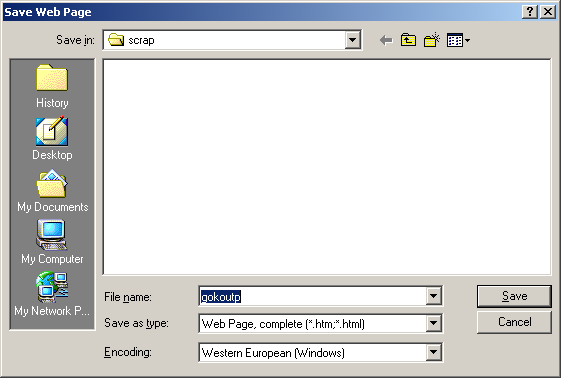 Save Web Page
Save in: scrap
History
Desktop
My Documents
My Computer
My Network P...
File name: gokoutp Save
Save as type: Web Page, complete (*.htm;*.html) Cancel
Encoding: Western European (Windows)